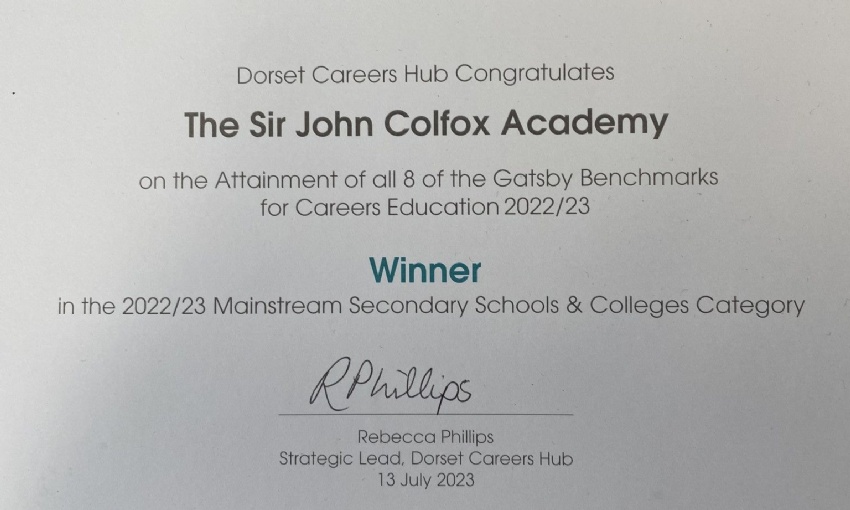 Dorset Careers Hub Congratulates
The Sir John Colfox Academy
on the Attainment of all 8 of the Gatsby Benchmarks
for Careers Education 2022/23
Winner
in the 2022/23 Mainstream Secondary Schools & Colleges Category
RPhillips
Rebecca Phillips
Strategic Lead, Dorset Careers Hub
13 July 2023